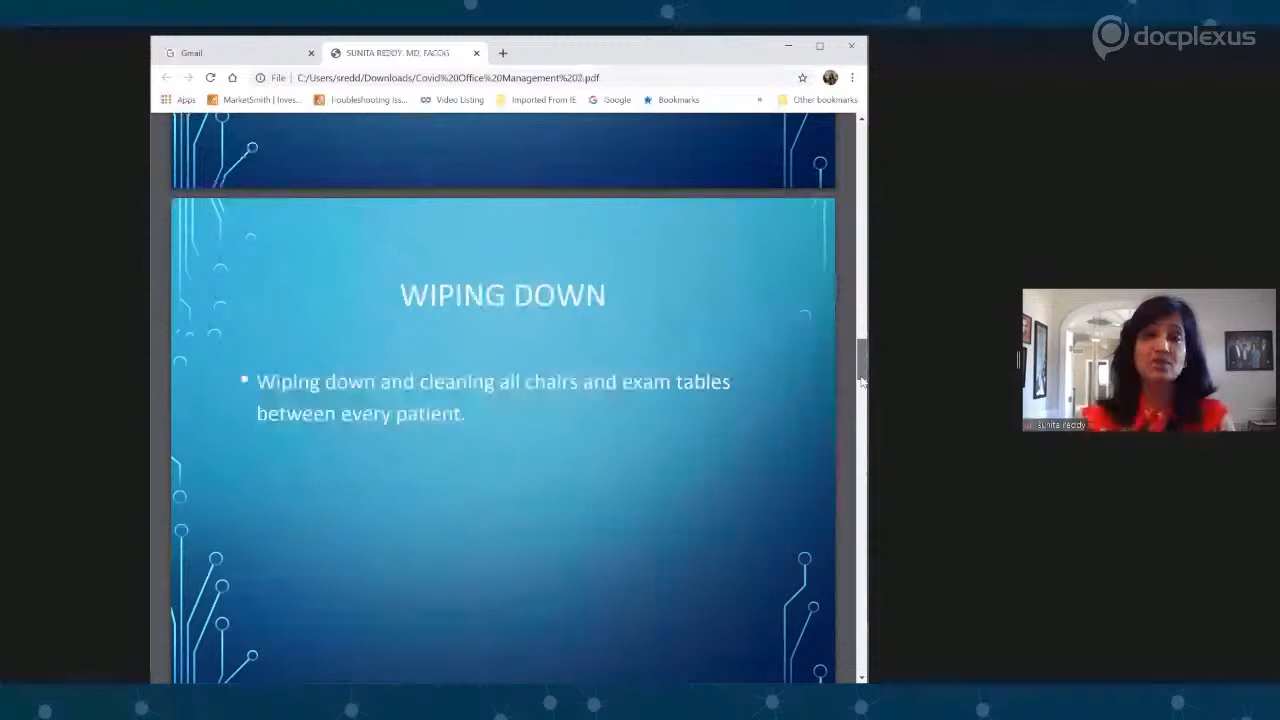 docplexus
Gmail
SUNITA REDDY, MD, FACOG
File
C:/Users/sredd/Downloads/Covid%20Office%20Management%202.pdf
Apps
MarketSmith | Inves...
Troubleshooting Iss...
Video Listing
Imported From IE
Google
Bookmarks
»
Other bookmarks
WIPING DOWN
Wiping down and cleaning all chairs and exam tables
between every patient.
sunita reddy